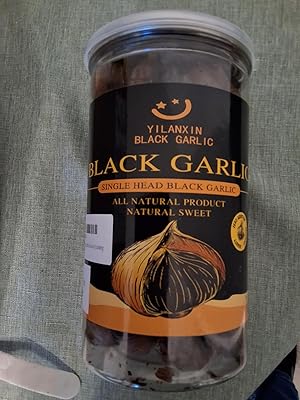 YILANXIN
BLACK GARLIC
BLACK GARLIC
SINGLE HEAD BLACK GARLIC
ALL NATURAL PRODUCT
NATURAL SWEET